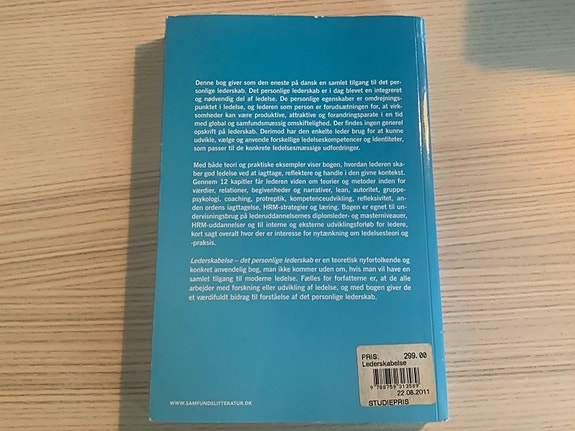 Denne bog giver som den eneste på dansk en samlet tilgang til det per-
sonlige lederskab. Det personlige lederskab er i dag blevet en integreret
og nødvendig del af ledelse. De personlige egenskaber er omdrejnings-
punktet i ledelse, og lederen som person er forudsætningen for, at virk-
somheder kan være produktive, attraktive og forandringsparate i en tid
med global og samfundsmæssig omskiftelighed. Der findes ingen generel
opskrift på lederskab. Derimod har den enkelte leder brug for at kunne
udvikle, vælge og anvende forskellige ledelseskompetencer og identiteter,
som passer til de konkrete ledelsesmæssige udfordringer.
Med både teori og praktiske eksempler viser bogen, hvordan lederen ska-
ber god ledelse ved at iagttage, reflektere og handle i den givne kontekst.
Gennem 12 kapitler får lederen viden om teorier og metoder inden for
værdier, relationer, begivenheder og narrativer, lean, autoritet, gruppe-
psykologi, coaching, protreptik, kompetenceudvikling, refleksivitet, an-
den ordens iagttagelse, HRM-strategier og læring. Bogen er egnet til un-
dervisningsbrug på lederuddannelsernes diplomleder- og masterniveauer,
HRM-uddannelser og til interne og eksterne udviklingsforløb for ledere,
kort sagt overalt hvor der er interesse for nytænkning om ledelsesteori og
-praksis.
Lederskabelse – det personlige lederskab er en teoretisk nyfortolkende og
konkret anvendelig bog, man ikke kommer uden om, hvis man vil have en
samlet tilgang til moderne ledelse. Fælles for forfatterne er, at de alle
arbejder med forskning eller udvikling af ledelse, og med bogen giver de
et værdifuldt bidrag til forståelse af det personlige lederskab.
PRIS: 299.00
Lederskabelse
9 788759 313589
22.08.2011
STUDIEPRIS
WWW.SAMFUNDSLITTERATUR.DK